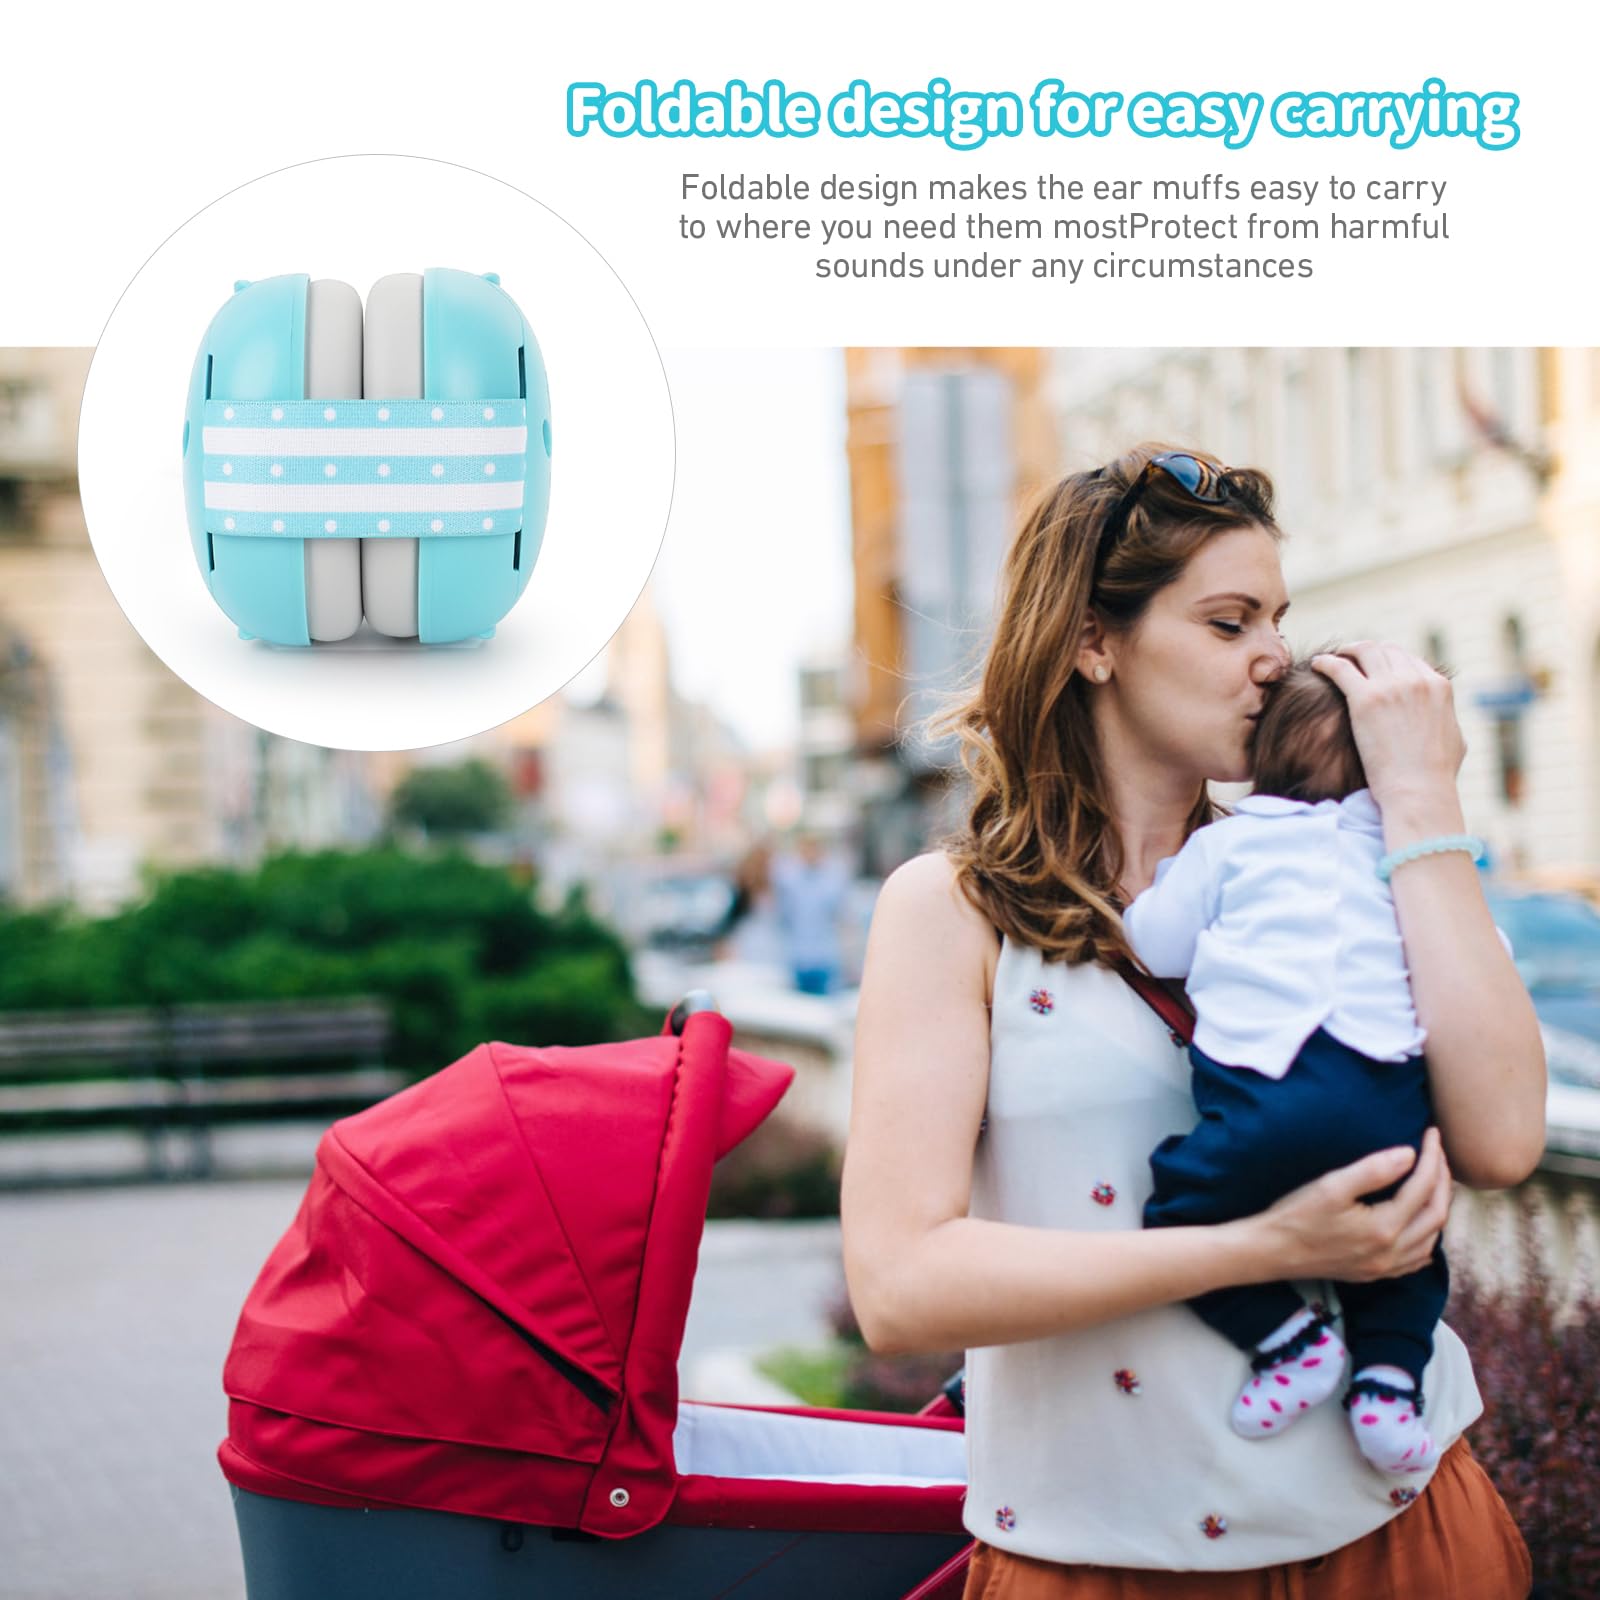 Foldable design for easy carrying
Foldable design makes the ear muffs easy to carry
to where you need them mostProtect from harmful
sounds under any circumstances